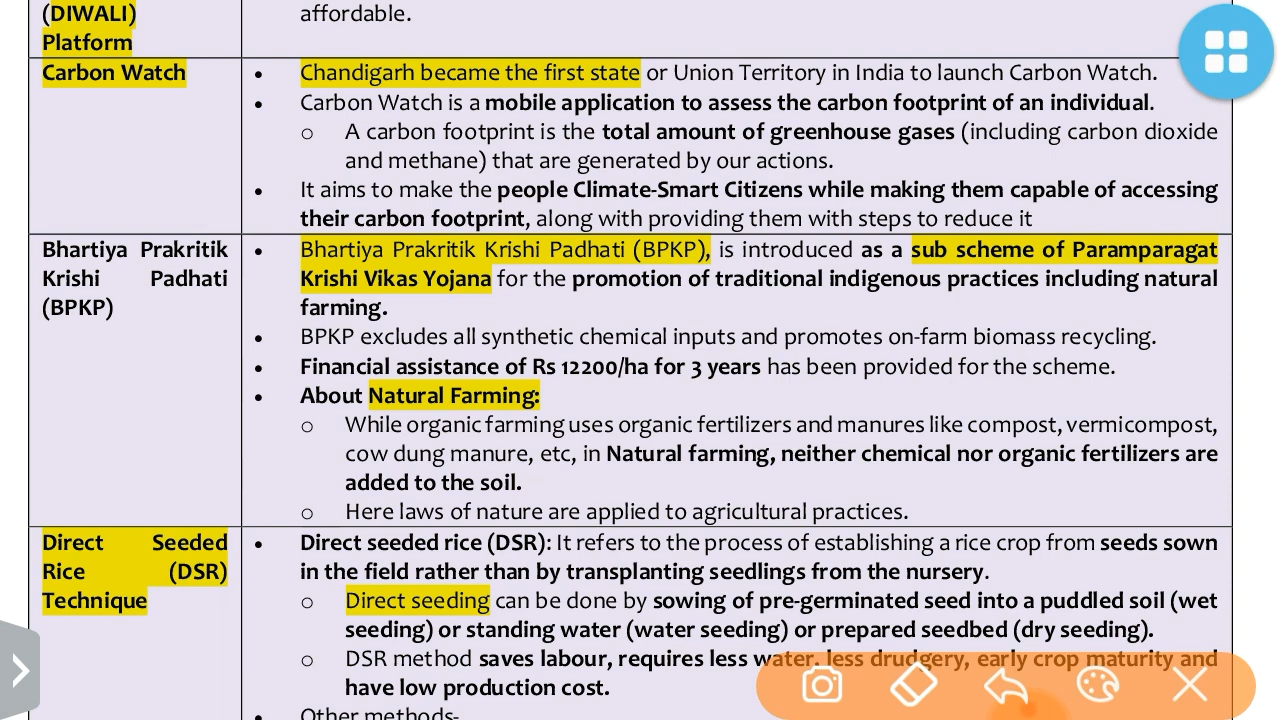 (DIWALI)
Platform
affordable.
Carbon Watch
• Chandigarh became the first state or Union Territory in India to launch Carbon Watch.
• Carbon Watch is a mobile application to assess the carbon footprint of an individual.
o A carbon footprint is the total amount of greenhouse gases (including carbon dioxide
and methane) that are generated by our actions.
• It aims to make the people Climate-Smart Citizens while making them capable of accessing
their carbon footprint, along with providing them with steps to reduce it
Bhartiya Prakritik
Krishi Padhati
(BPKP)
• Bhartiya Prakritik Krishi Padhati (BPKP), is introduced as a sub scheme of Paramparagat
Krishi Vikas Yojana for the promotion of traditional indigenous practices including natural
farming.
• BPKP excludes all synthetic chemical inputs and promotes on-farm biomass recycling.
• Financial assistance of Rs 12200/ha for 3 years has been provided for the scheme.
• About Natural Farming:
o While organic farming uses organic fertilizers and manures like compost, vermicompost,
cow dung manure, etc, in Natural farming, neither chemical nor organic fertilizers are
added to the soil.
o Here laws of nature are applied to agricultural practices.
Direct Seeded
Rice (DSR)
Technique
• Direct seeded rice (DSR): It refers to the process of establishing a rice crop from seeds sown
in the field rather than by transplanting seedlings from the nursery.
o Direct seeding can be done by sowing of pre-germinated seed into a puddled soil (wet
seeding) or standing water (water seeding) or prepared seedbed (dry seeding).
o DSR method saves labour, requires less water, less drudgery, early crop maturity and
have low production cost.
• Other methods-